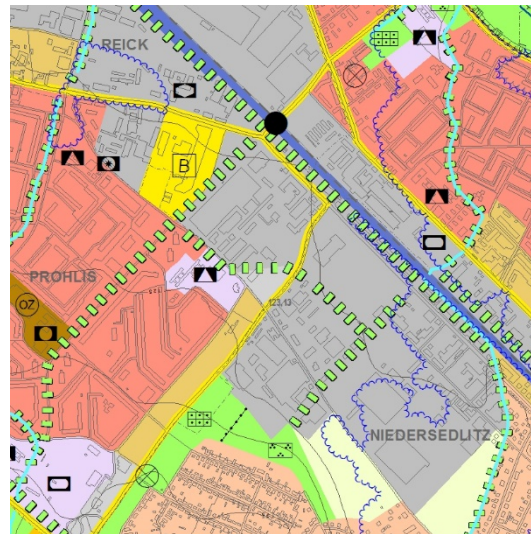 REICK
B
PROHLIS
OZ
123,13
NIEDERSEDLITZ